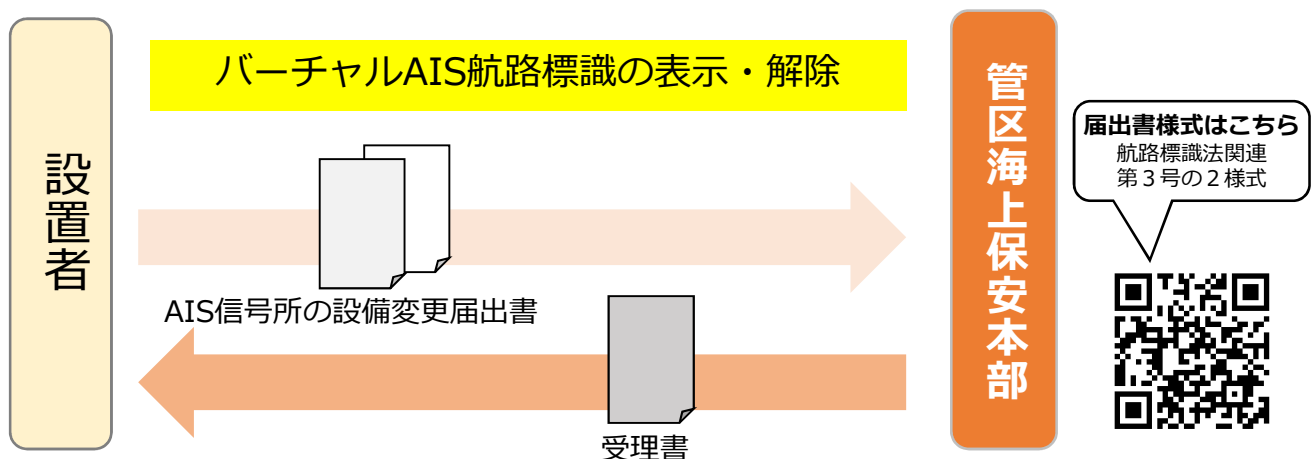 バーチャルAIS航路標識の表示・解除
設置者
AIS信号所の設備変更届出書
受理書
管区海上保安本部
届出書様式はこちら
航路標識法関連
第３号の２様式